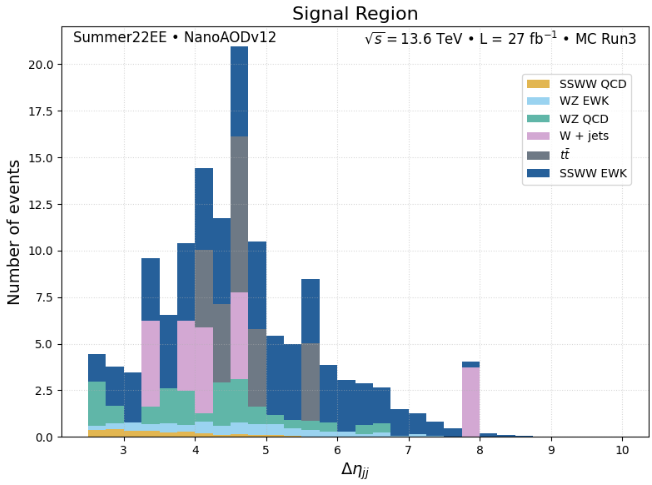 Signal Region
Summer22EE • NanoAODv12
√s = 13.6 TeV • L = 27 fb⁻¹ • MC Run3
SSWW QCD
WZ EWK
WZ QCD
W + jets
tt̄
SSWW EWK
Number of events
20.0
17.5
15.0
12.5
10.0
7.5
5.0
2.5
0.0
3 4 5 6 7 8 9 10
Δηjj